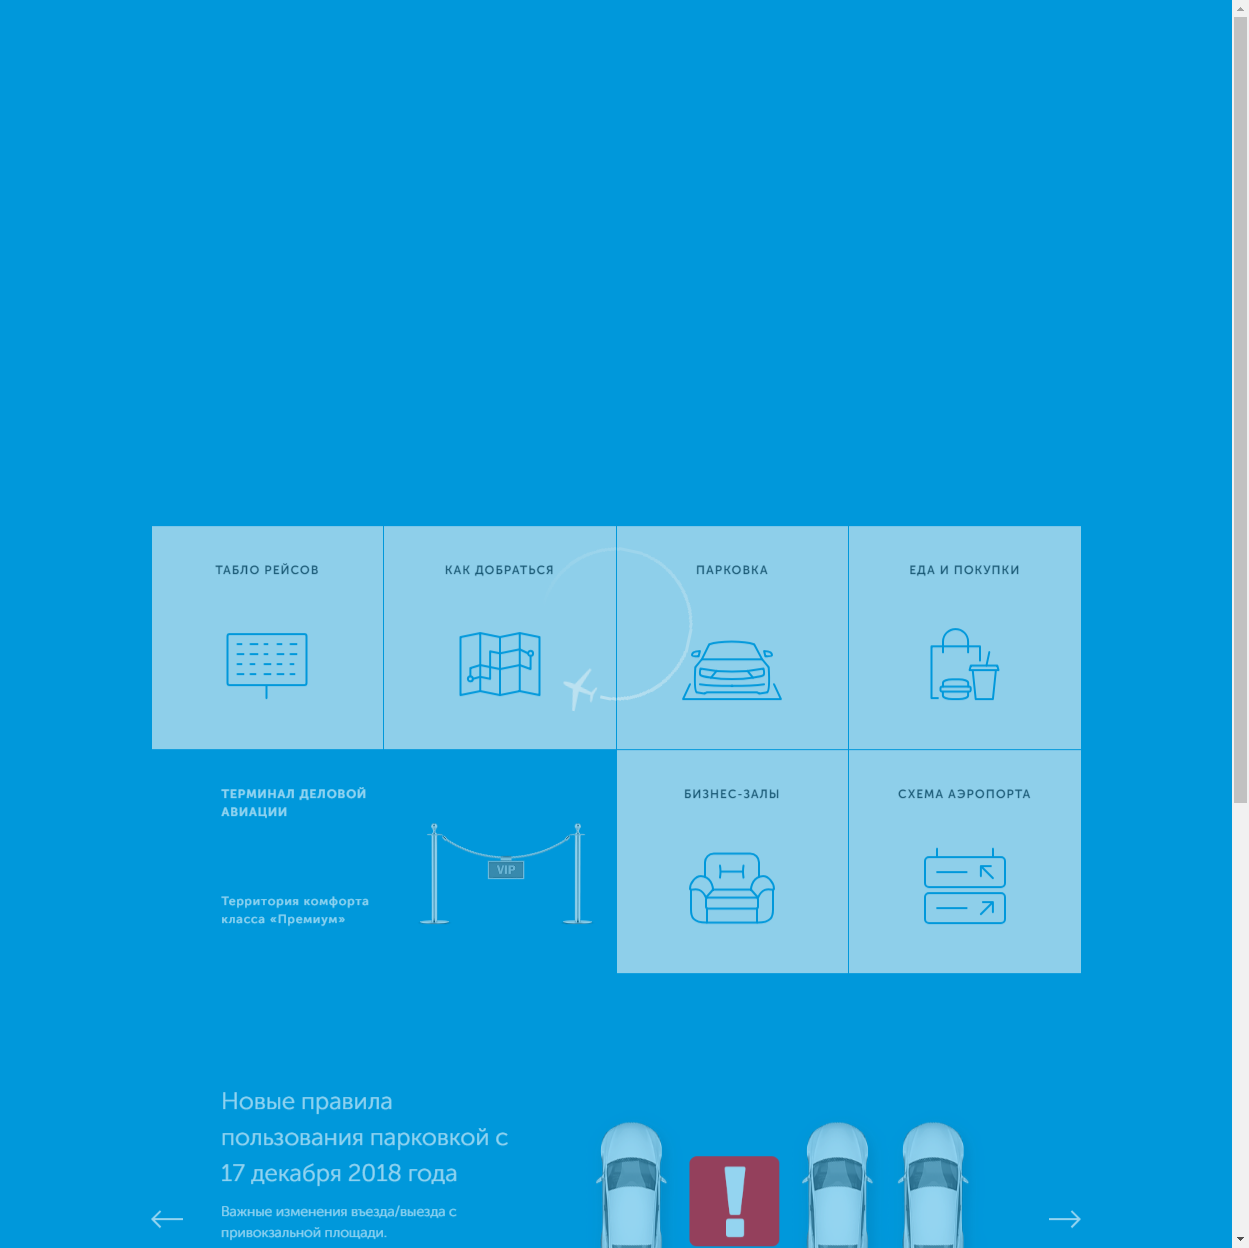 ТАБЛО РЕЙСОВ
КАК ДОБРАТЬСЯ
ПАРКОВКА
ЕДА И ПОКУПКИ
ТЕРМИНАЛ ДЕЛОВОЙ
АВИАЦИИ
VIP
Территория комфорта
класса «Премиум»
БИЗНЕС-ЗАЛЫ
СХЕМА АЭРОПОРТА
Новые правила
пользования парковкой с
17 декабря 2018 года
Важные изменения въезда/выезда с
привокзальной площади.